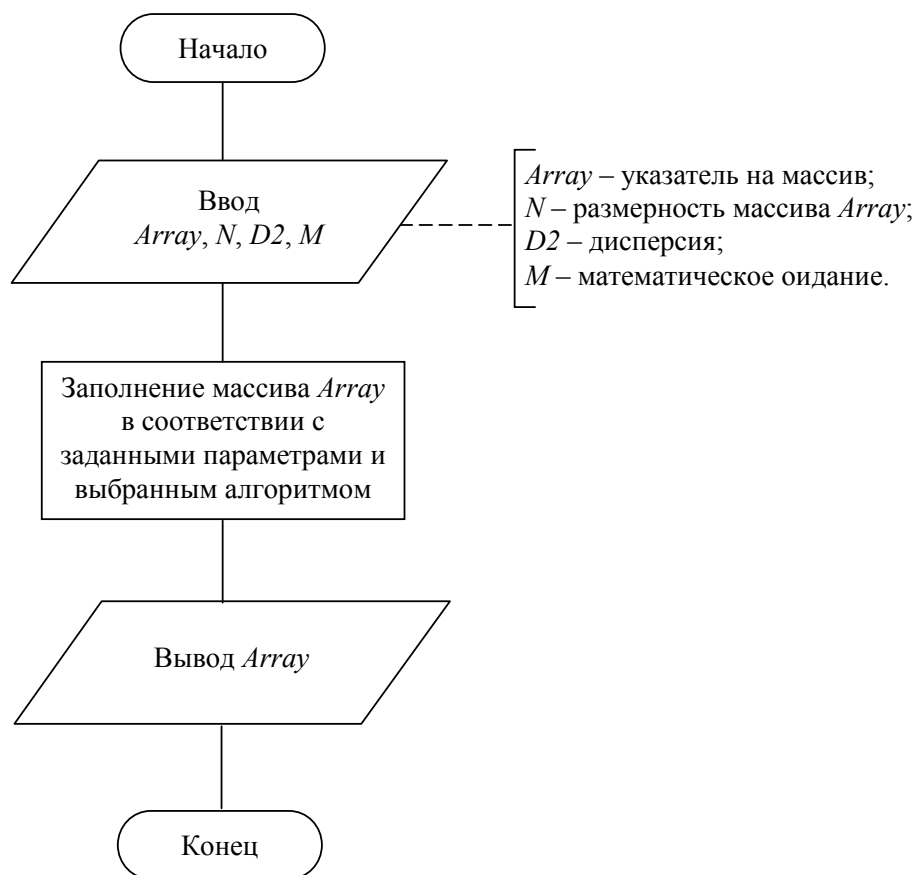 Начало
Ввод
Array, N, D2, M
Array – указатель на массив;
N – размерность массива Array;
D2 – дисперсия;
M – математическое оидание.
Заполнение массива Array
в соответствии с
заданными параметрами и
выбранным алгоритмом
Вывод Array
Конец